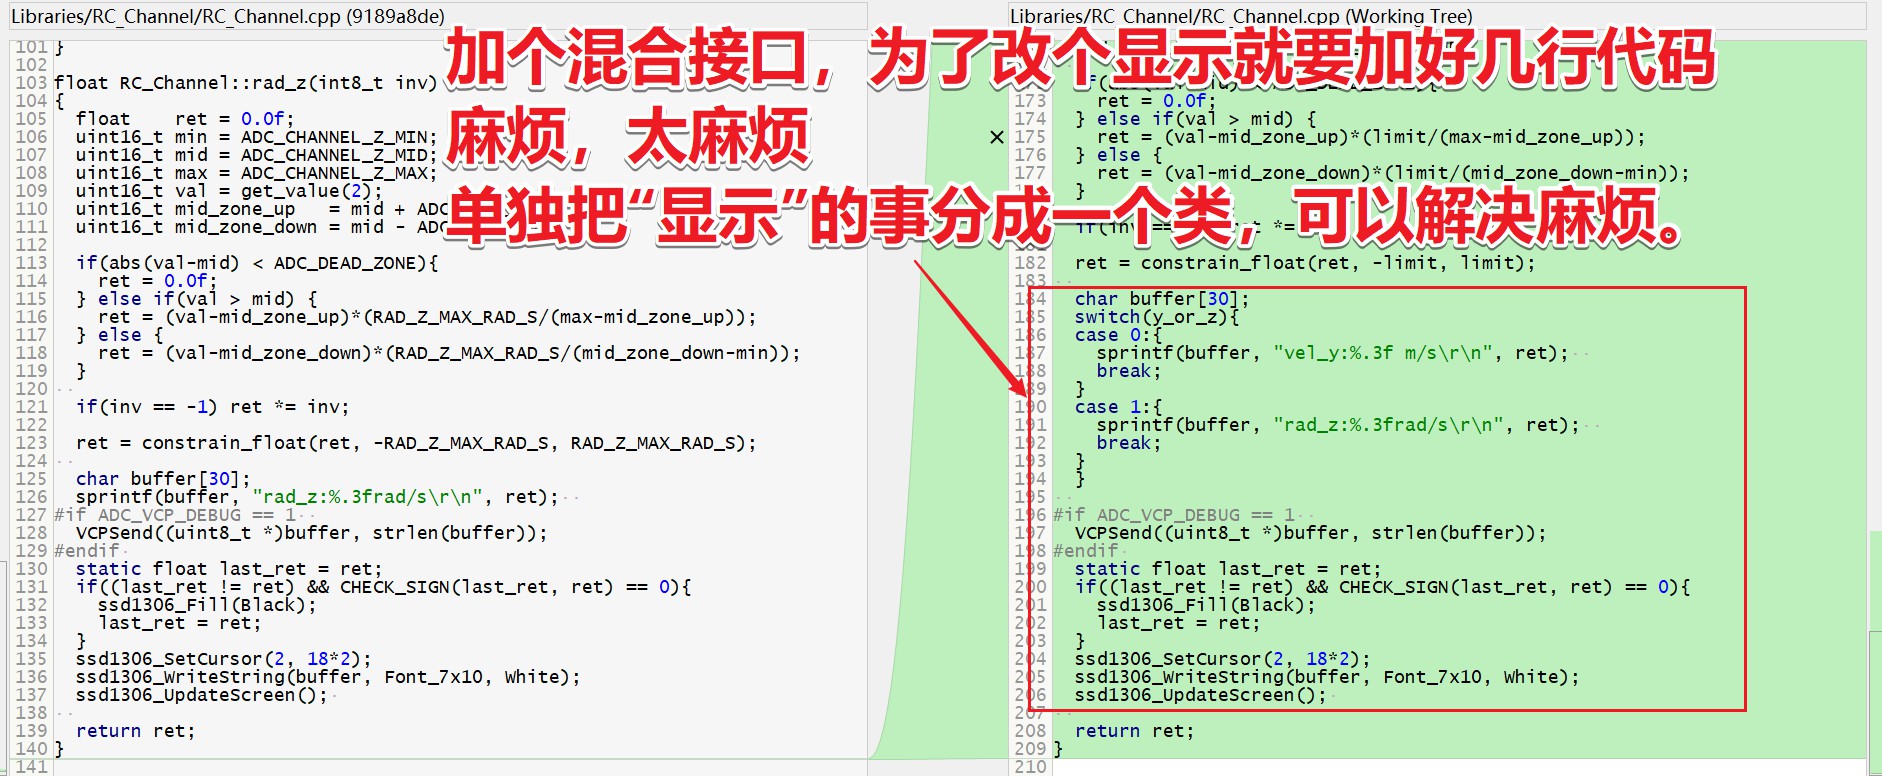 Libraries/RC_Channel/RC_Channel.cpp (9189a8de)
101 }
102
103 float RC_Channel::rad_z(int8_t inv)
104 {
105 float ret = 0.0f;
106 uint16_t min = ADC_CHANNEL_Z_MIN;
107 uint16_t mid = ADC_CHANNEL_Z_MID;
108 uint16_t max = ADC_CHANNEL_Z_MAX;
109 uint16_t val = get_value(2);
110 uint16_t mid_zone_up = mid + ADC
111 uint16_t mid_zone_down = mid - ADC
112
113 if(abs(val-mid) < ADC_DEAD_ZONE){
114 ret = 0.0f;
115 } else if(val > mid) {
116 ret = (val-mid_zone_up)*(RAD_Z_MAX_RAD_S/(max-mid_zone_up));
117 } else {
118 ret = (val-mid_zone_down)*(RAD_Z_MAX_RAD_S/(mid_zone_down-min));
119 }
120
121 if(inv == -1) ret *= inv;
122
123 ret = constrain_float(ret, -RAD_Z_MAX_RAD_S, RAD_Z_MAX_RAD_S);
124
125 char buffer[30];
126 sprintf(buffer, "rad_z:%.3frad/s\r\n", ret);
127 #if ADC_VCP_DEBUG == 1
128 VCPSend((uint8_t *)buffer, strlen(buffer));
129 #endif
130 static float last_ret = ret;
131 if((last_ret != ret) && CHECK_SIGN(last_ret, ret) == 0){
132 ssd1306_Fill(Black);
133 last_ret = ret;
134 }
135 ssd1306_SetCursor(2, 18*2);
136 ssd1306_WriteString(buffer, Font_7x10, White);
137 ssd1306_UpdateScreen();
138
139 return ret;
140 }
141
加个混合接口，为了改个显示就要加好几行代码
麻烦，太麻烦
单独把“显示”的事分成一个类，可以解决麻烦。
Libraries/RC_Channel/RC_Channel.cpp (Working Tree)
173 ret = 0.0f;
174 } else if(val > mid) {
175 ret = (val-mid_zone_up)*(limit/(max-mid_zone_up));
176 } else {
177 ret = (val-mid_zone_down)*(limit/(mid_zone_down-min));
}
182 ret = constrain_float(ret, -limit, limit);
183
184 char buffer[30];
185 switch(y_or_z){
186 case 0:{
187 sprintf(buffer, "vel_y:%.3f m/s\r\n", ret);
188 break;
189 }
190 case 1:{
191 sprintf(buffer, "rad_z:%.3frad/s\r\n", ret);
192 break;
193 }
194 }
195
196 #if ADC_VCP_DEBUG == 1
197 VCPSend((uint8_t *)buffer, strlen(buffer));
198 #endif
199 static float last_ret = ret;
200 if((last_ret != ret) && CHECK_SIGN(last_ret, ret) == 0){
201 ssd1306_Fill(Black);
202 last_ret = ret;
203 }
204 ssd1306_SetCursor(2, 18*2);
205 ssd1306_WriteString(buffer, Font_7x10, White);
206 ssd1306_UpdateScreen();
207
208 return ret;
209 }
210